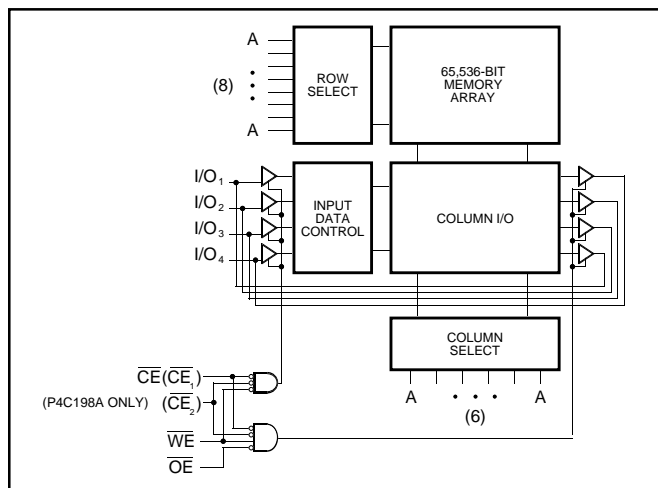 A
(8)
A
ROW
SELECT
65,536-BIT
MEMORY
ARRAY
I/O1
I/O2
I/O3
I/O4
INPUT
DATA
CONTROL
COLUMN I/O
COLUMN
SELECT
A A
(6)
CE(CE1)
(P4C198A ONLY) (CE2)
WE
OE